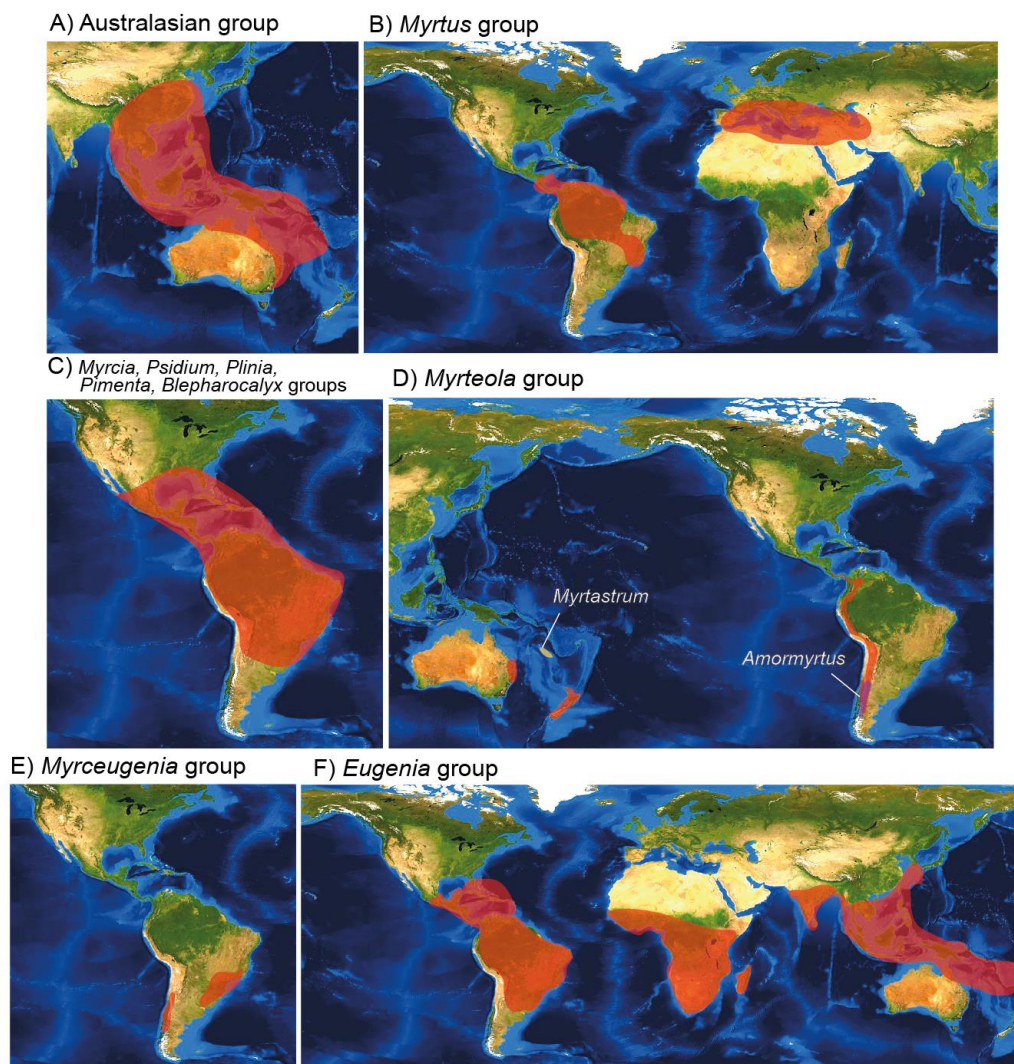 A) Australasian group
B) Myrtus group
C) Myrcia, Psidium, Plinia,
Pimenta, Blepharocalyx groups
D) Myrteola group
Myrtastrum
Amormyrtus
E) Myrceugenia group
F) Eugenia group